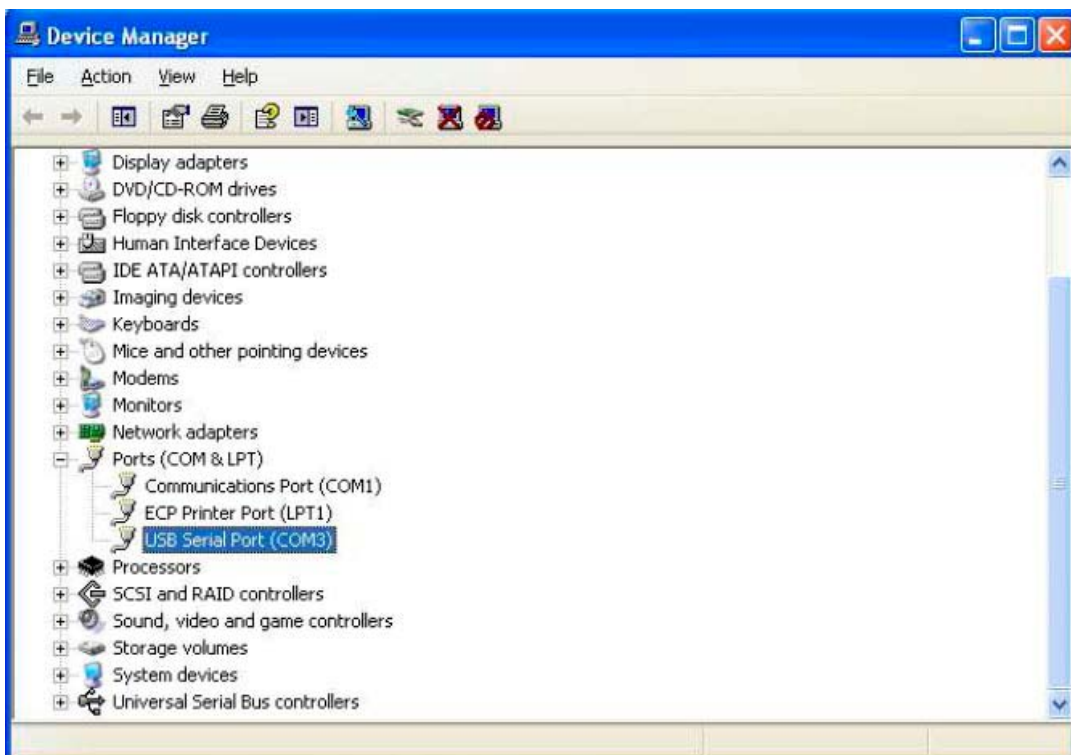 Device Manager
File Action View Help
Display adapters
DVD/CD-ROM drives
Floppy disk controllers
Human Interface Devices
IDE ATA/ATAPI controllers
Imaging devices
Keyboards
Mice and other pointing devices
Modems
Monitors
Network adapters
Ports (COM & LPT)
Communications Port (COM1)
ECP Printer Port (LPT1)
USB Serial Port (COM3)
Processors
SCSI and RAID controllers
Sound, video and game controllers
Storage volumes
System devices
Universal Serial Bus controllers